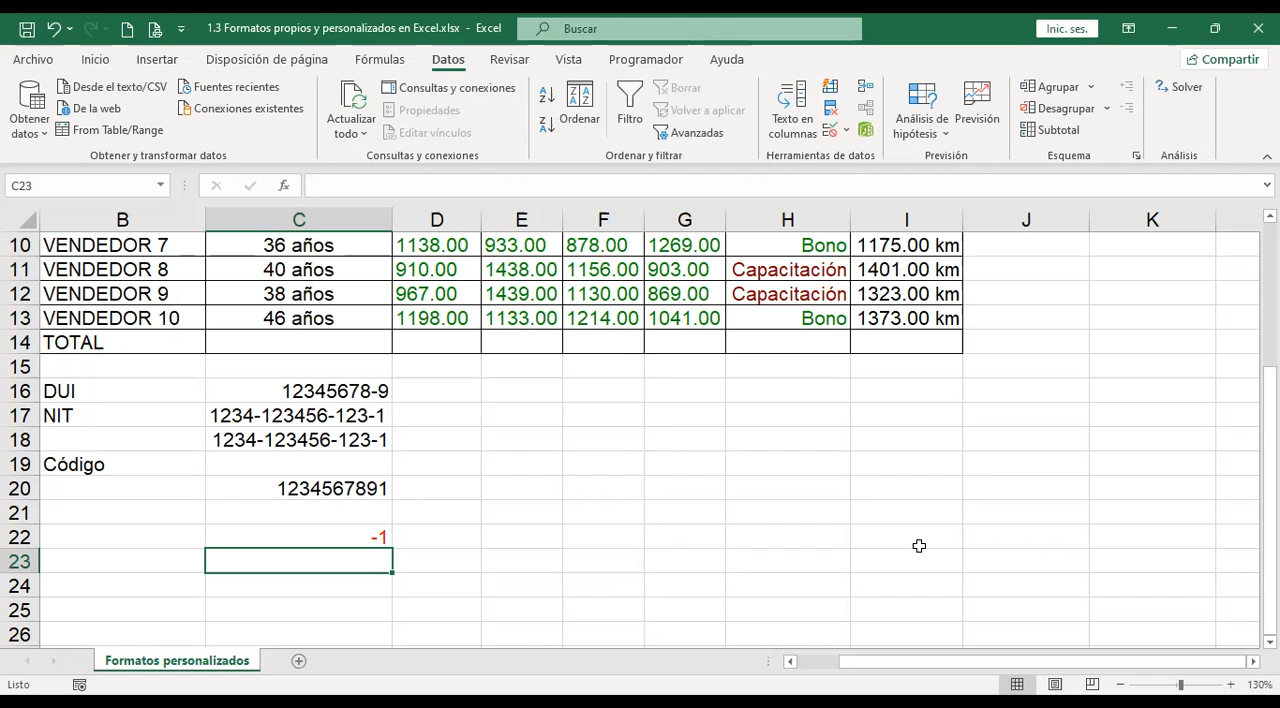 1.3 Formatos propios y personalizados en Excel.xlsx - Excel
Buscar
Inic. ses.
Archivo Inicio Insertar Disposición de página Fórmulas Datos Revisar Vista Programador Ayuda
Compartir
Obtener datos
Desde el texto/CSV
De la web
From Table/Range
Fuentes recientes
Conexiones existentes
Obtener y transformar datos
Actualizar todo
Consultas y conexiones
Propiedades
Editar vínculos
Consultas y conexiones
Ordenar
Filtro
Borrar
Volver a aplicar
Avanzadas
Ordenar y filtrar
Texto en columnas
Herramientas de datos
Análisis de hipótesis
Previsión
Previsión
Agrupar
Desagrupar
Subtotal
Esquema
Solver
Análisis
C23
fx
B C D E F G H I J K
10 VENDEDOR 7 36 años 1138.00 933.00 878.00 1269.00 Bono 1175.00 km
11 VENDEDOR 8 40 años 910.00 1438.00 1156.00 903.00 Capacitación 1401.00 km
12 VENDEDOR 9 38 años 967.00 1439.00 1130.00 869.00 Capacitación 1323.00 km
13 VENDEDOR 10 46 años 1198.00 1133.00 1214.00 1041.00 Bono 1373.00 km
14 TOTAL
15
16 DUI 12345678-9
17 NIT 1234-123456-123-1
18 1234-123456-123-1
19 Código
20 1234567891
21
22 -1
23
24
25
26
Formatos personalizados
Listo
130%